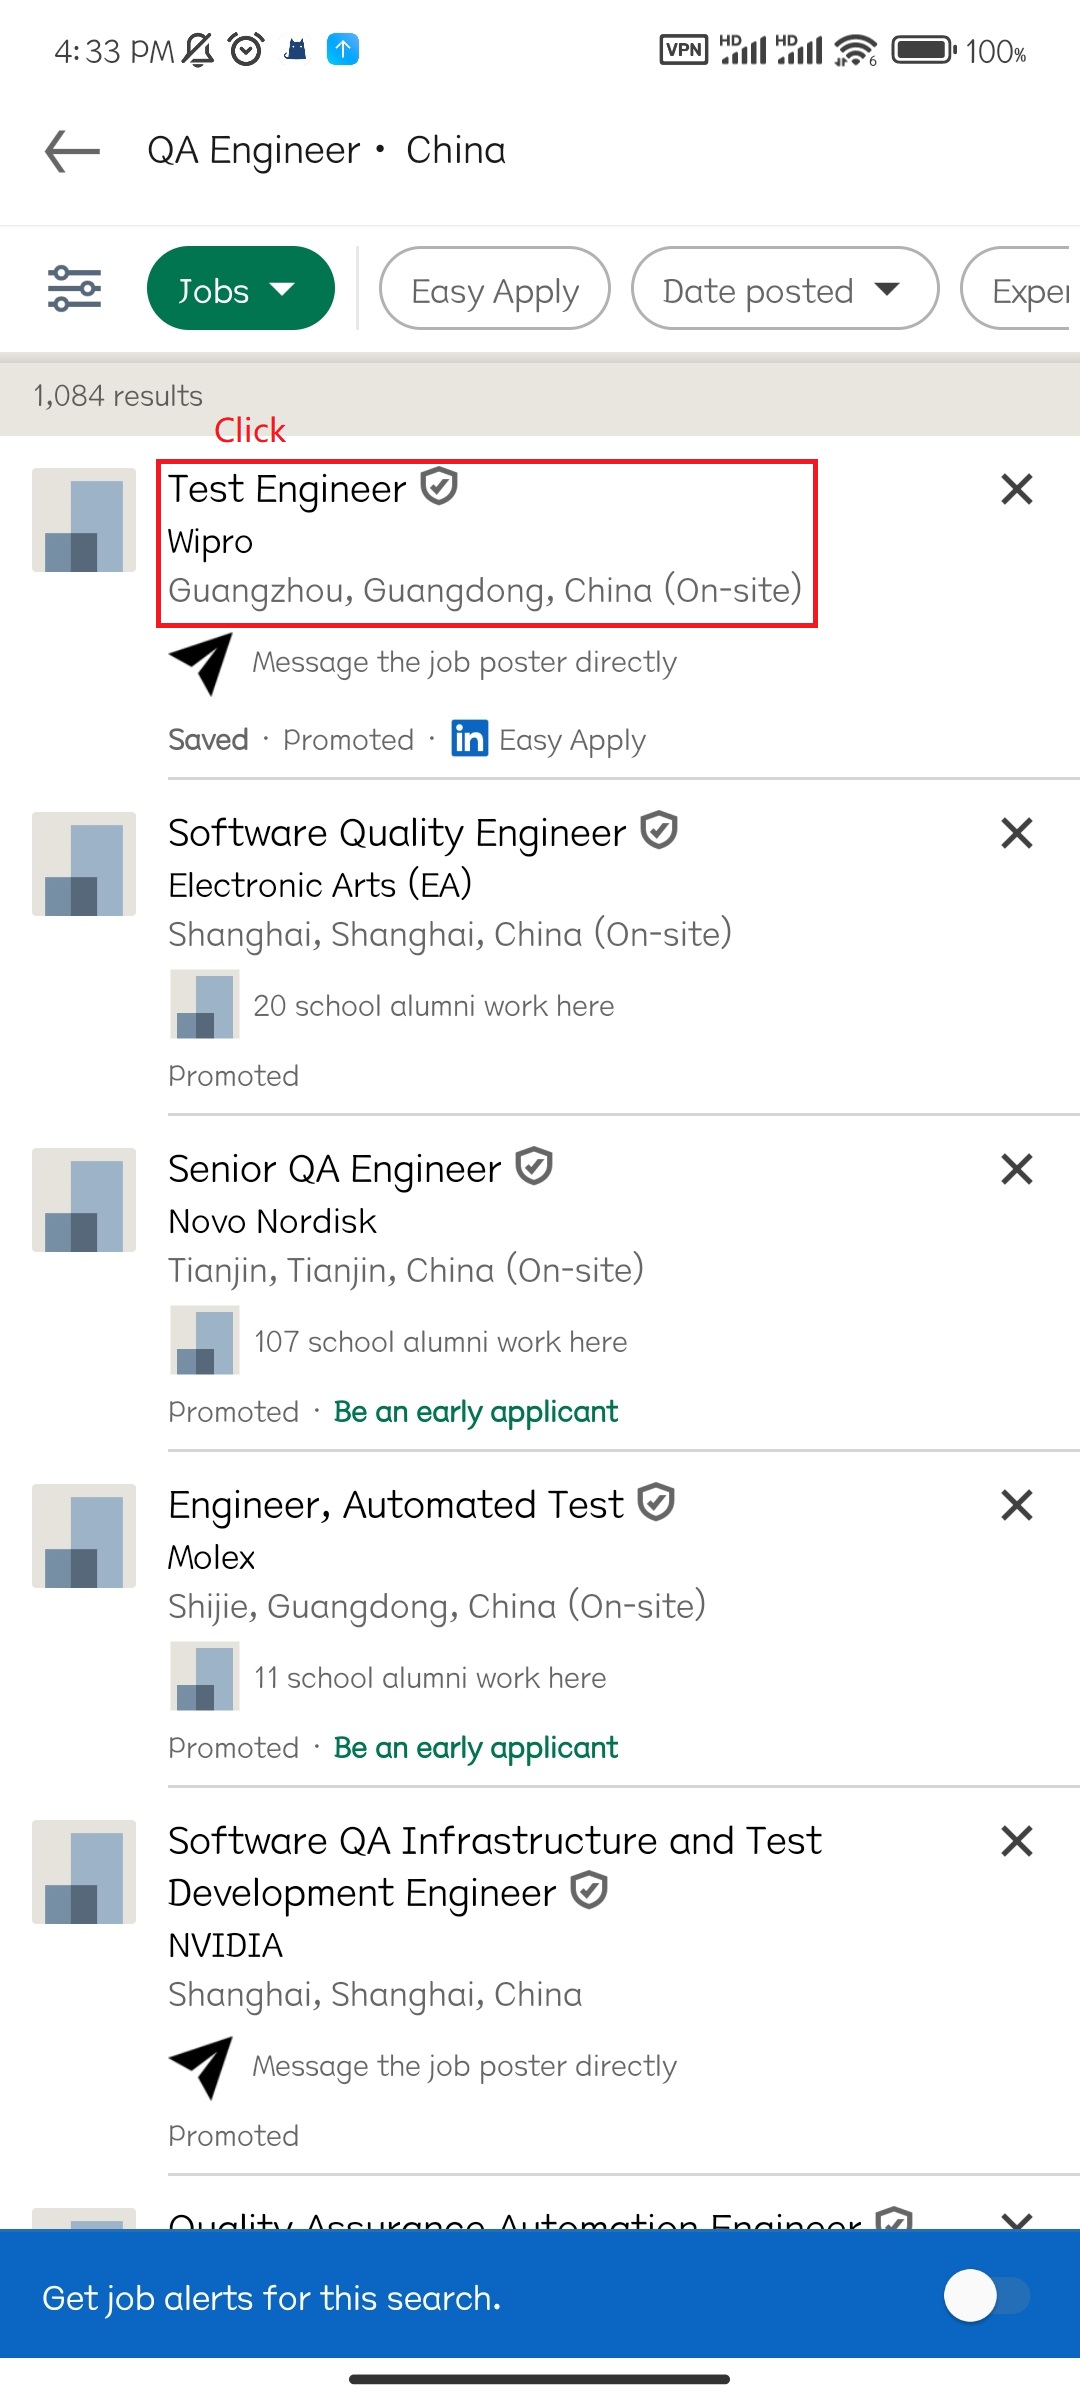 4:33 PM VPN HD HD 6 100%
QA Engineer • China
Jobs Easy Apply Date posted Exper
1,084 results
Click
Test Engineer
Wipro
Guangzhou, Guangdong, China (On-site)
Message the job poster directly
Saved · Promoted · in Easy Apply
Software Quality Engineer
Electronic Arts (EA)
Shanghai, Shanghai, China (On-site)
20 school alumni work here
Promoted
Senior QA Engineer
Novo Nordisk
Tianjin, Tianjin, China (On-site)
107 school alumni work here
Promoted · Be an early applicant
Engineer, Automated Test
Molex
Shijie, Guangdong, China (On-site)
11 school alumni work here
Promoted · Be an early applicant
Software QA Infrastructure and Test
Development Engineer
NVIDIA
Shanghai, Shanghai, China
Message the job poster directly
Promoted
Quality Assurance Automation Engineer
Get job alerts for this search.